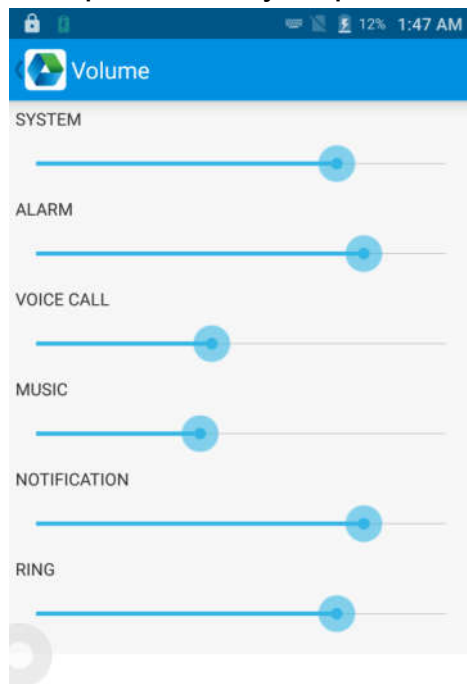 12% 1:47 AM
Volume
SYSTEM
ALARM
VOICE CALL
MUSIC
NOTIFICATION
RING